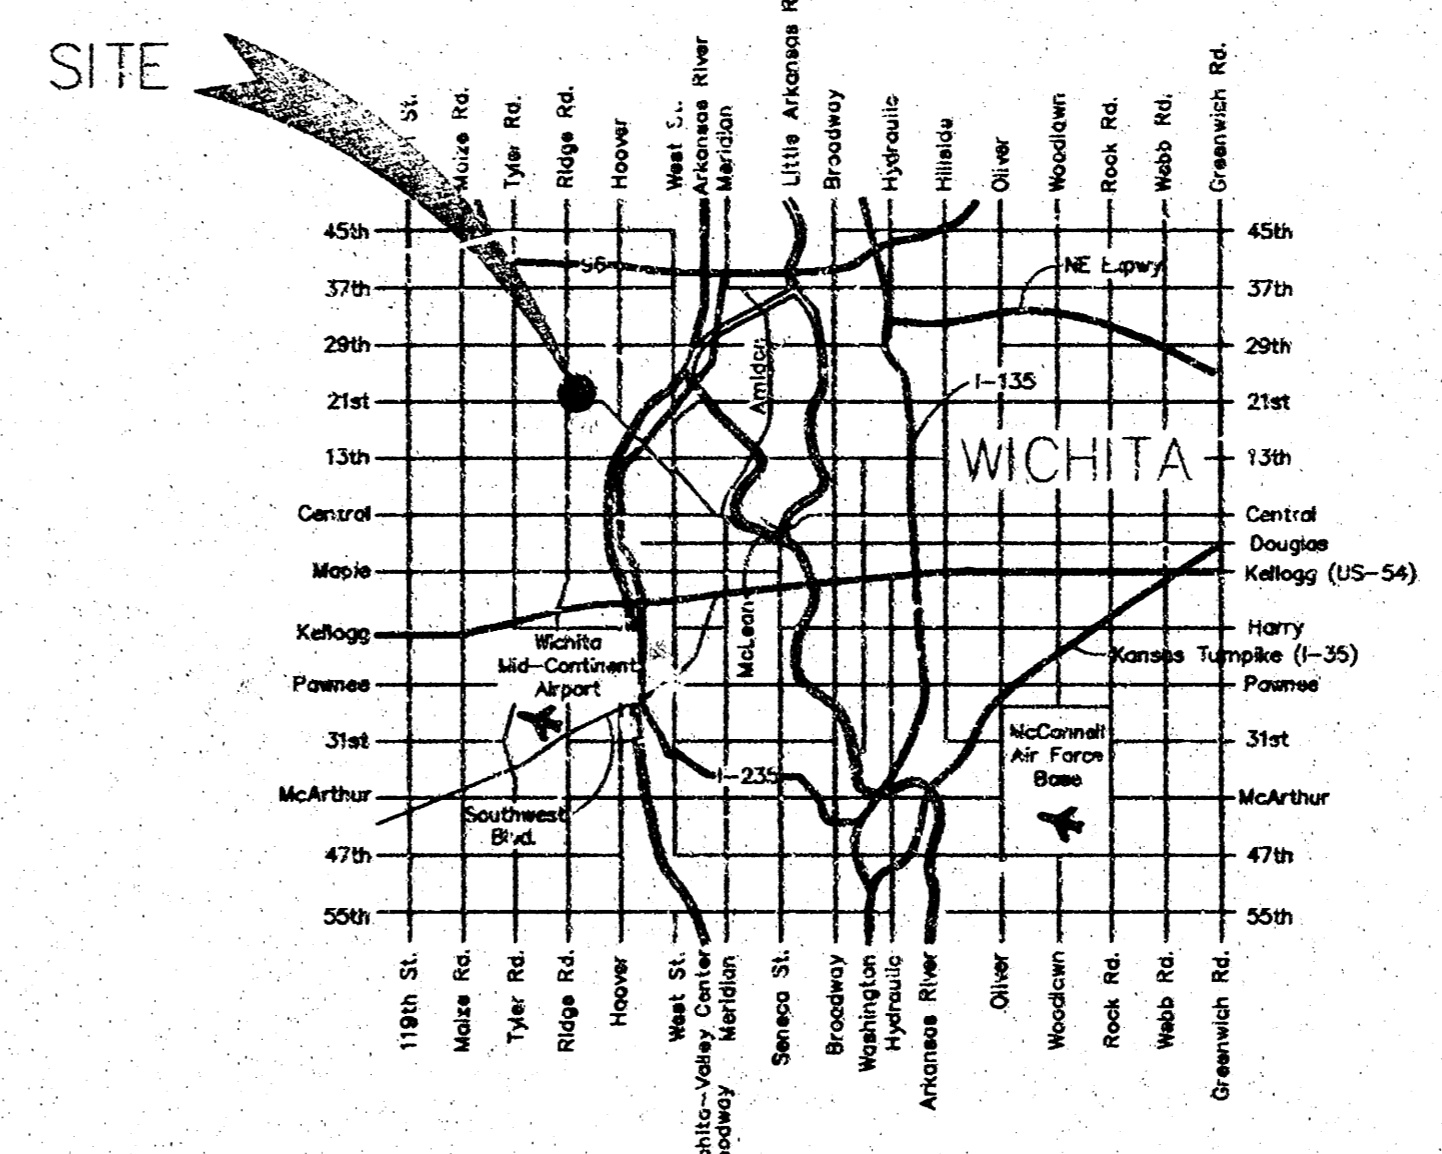 SITE
St.
Maize Rd.
Tyler Rd.
Ridge Rd.
Hoover
West St.
Arkansas River
Meridian
Little Arkansas R
Broadway
Hydraulic
Hillside
Oliver
Woodlawn
Rock Rd.
Webb Rd.
Greenwich Rd.
45th
45th
96
NE Expwy
37th
37th
29th
29th
Amidon
I-135
21st
21st
WICHITA
13th
13th
Central
Central
Douglas
Maple
Kellogg (US-54)
McLean
Kellogg
Harry
Wichita
Mid-Continent
Airport
Kansas Turnpike (I-35)
Pawnee
Pawnee
31st
31st
McConnell
Air Force
Base
I-235
McArthur
McArthur
Southwest
Blvd.
47th
47th
55th
55th
119th St.
Maize Rd.
Tyler Rd.
Ridge Rd.
Hoover
West St.
chita-Valley Center
oodway
Meridian
Seneca St.
Broadway
Washington
Hydraulic
Arkansas River
Oliver
Woodlawn
Rock Rd.
Webb Rd.
Greenwich Rd.